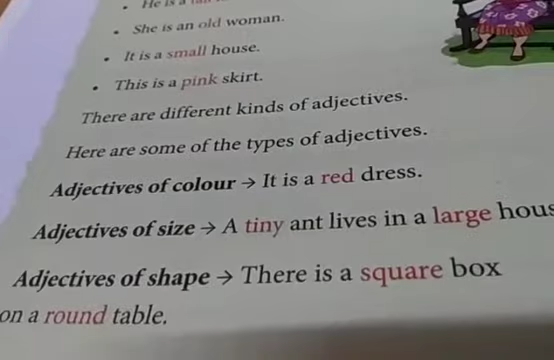 • He is a
• She is an old woman.
• It is a small house.
• This is a pink skirt.
There are different kinds of adjectives.
Here are some of the types of adjectives.
Adjectives of colour → It is a red dress.
Adjectives of size → A tiny ant lives in a large
Adjectives of shape → There is a square box
on a round table.